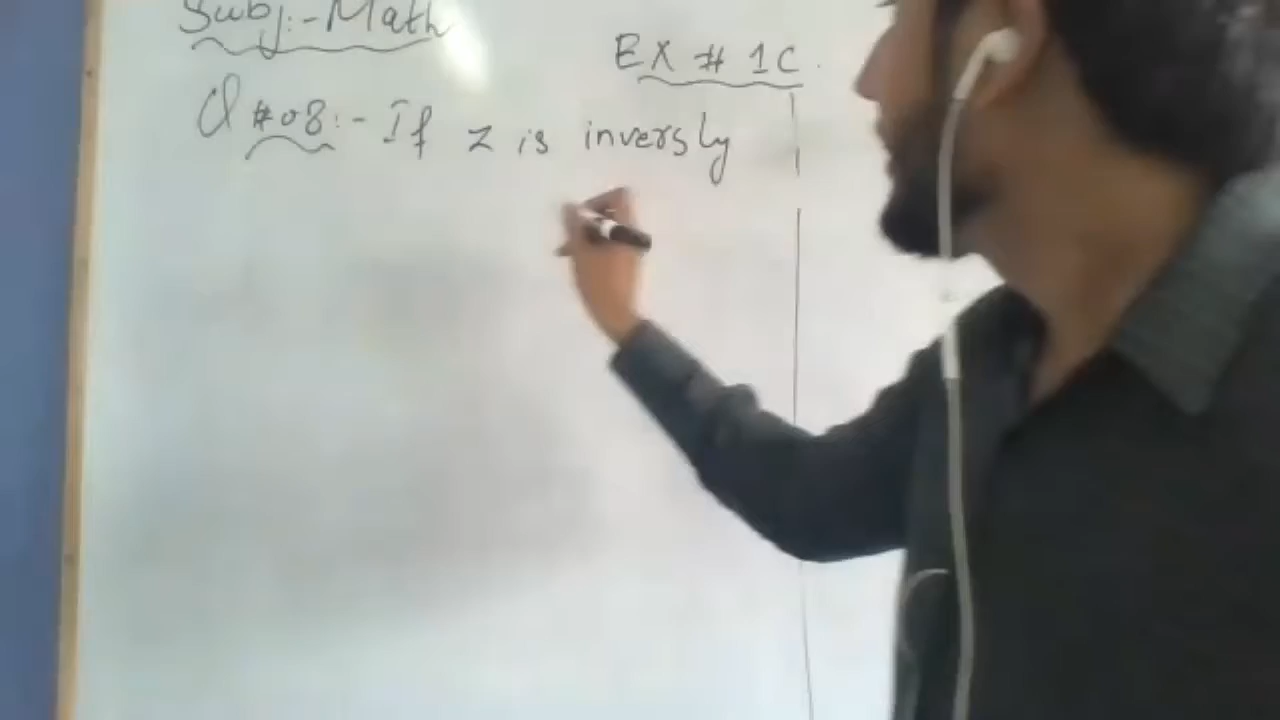 Subj:-Math
EX # 1C.
Q #08:- If z is inversly